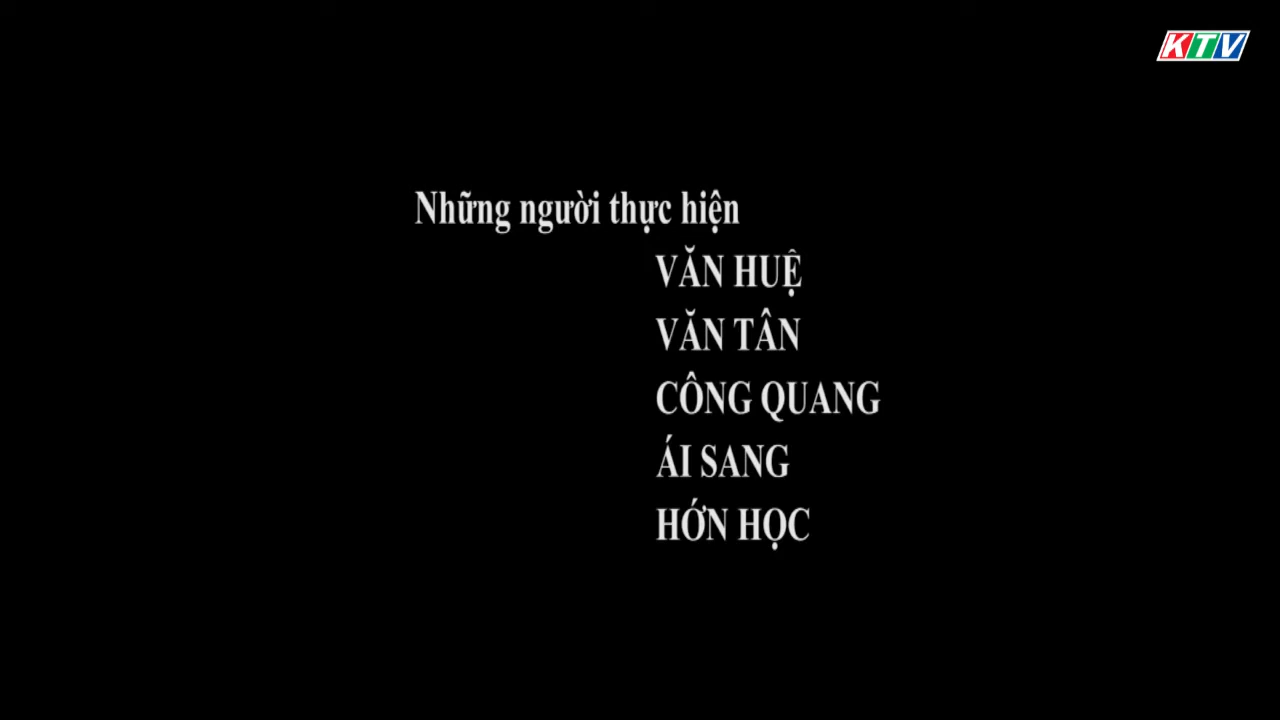 KTV
Những người thực hiện
VĂN HUỆ
VĂN TÂN
CÔNG QUANG
ÁI SANG
HỚN HỌC